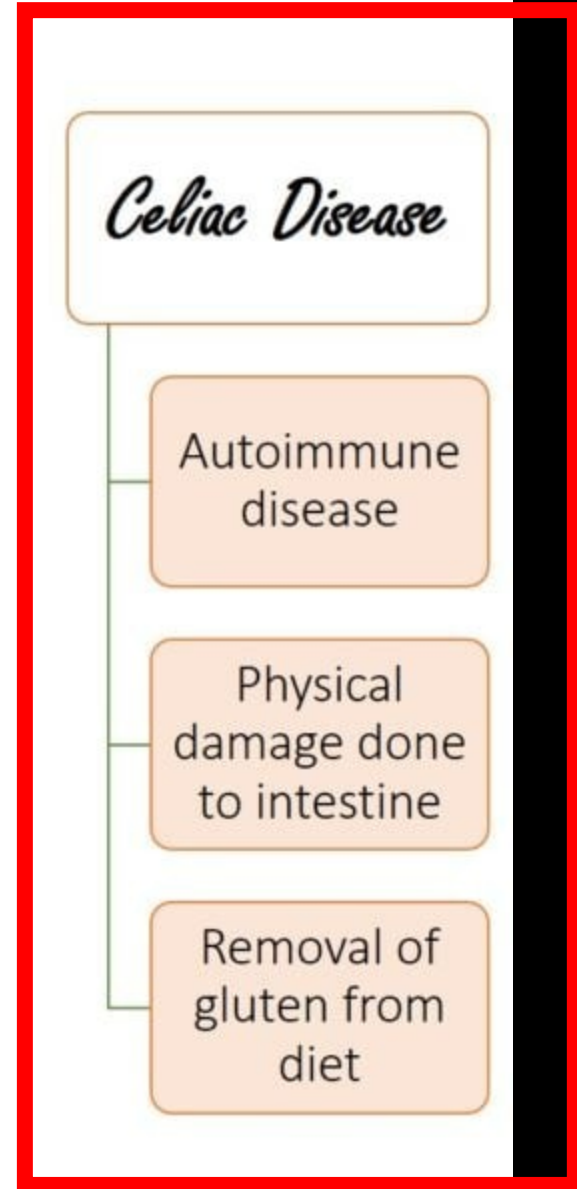 Celiac Disease
Autoimmune
disease
Physical
damage done
to intestine
Removal of
gluten from
diet